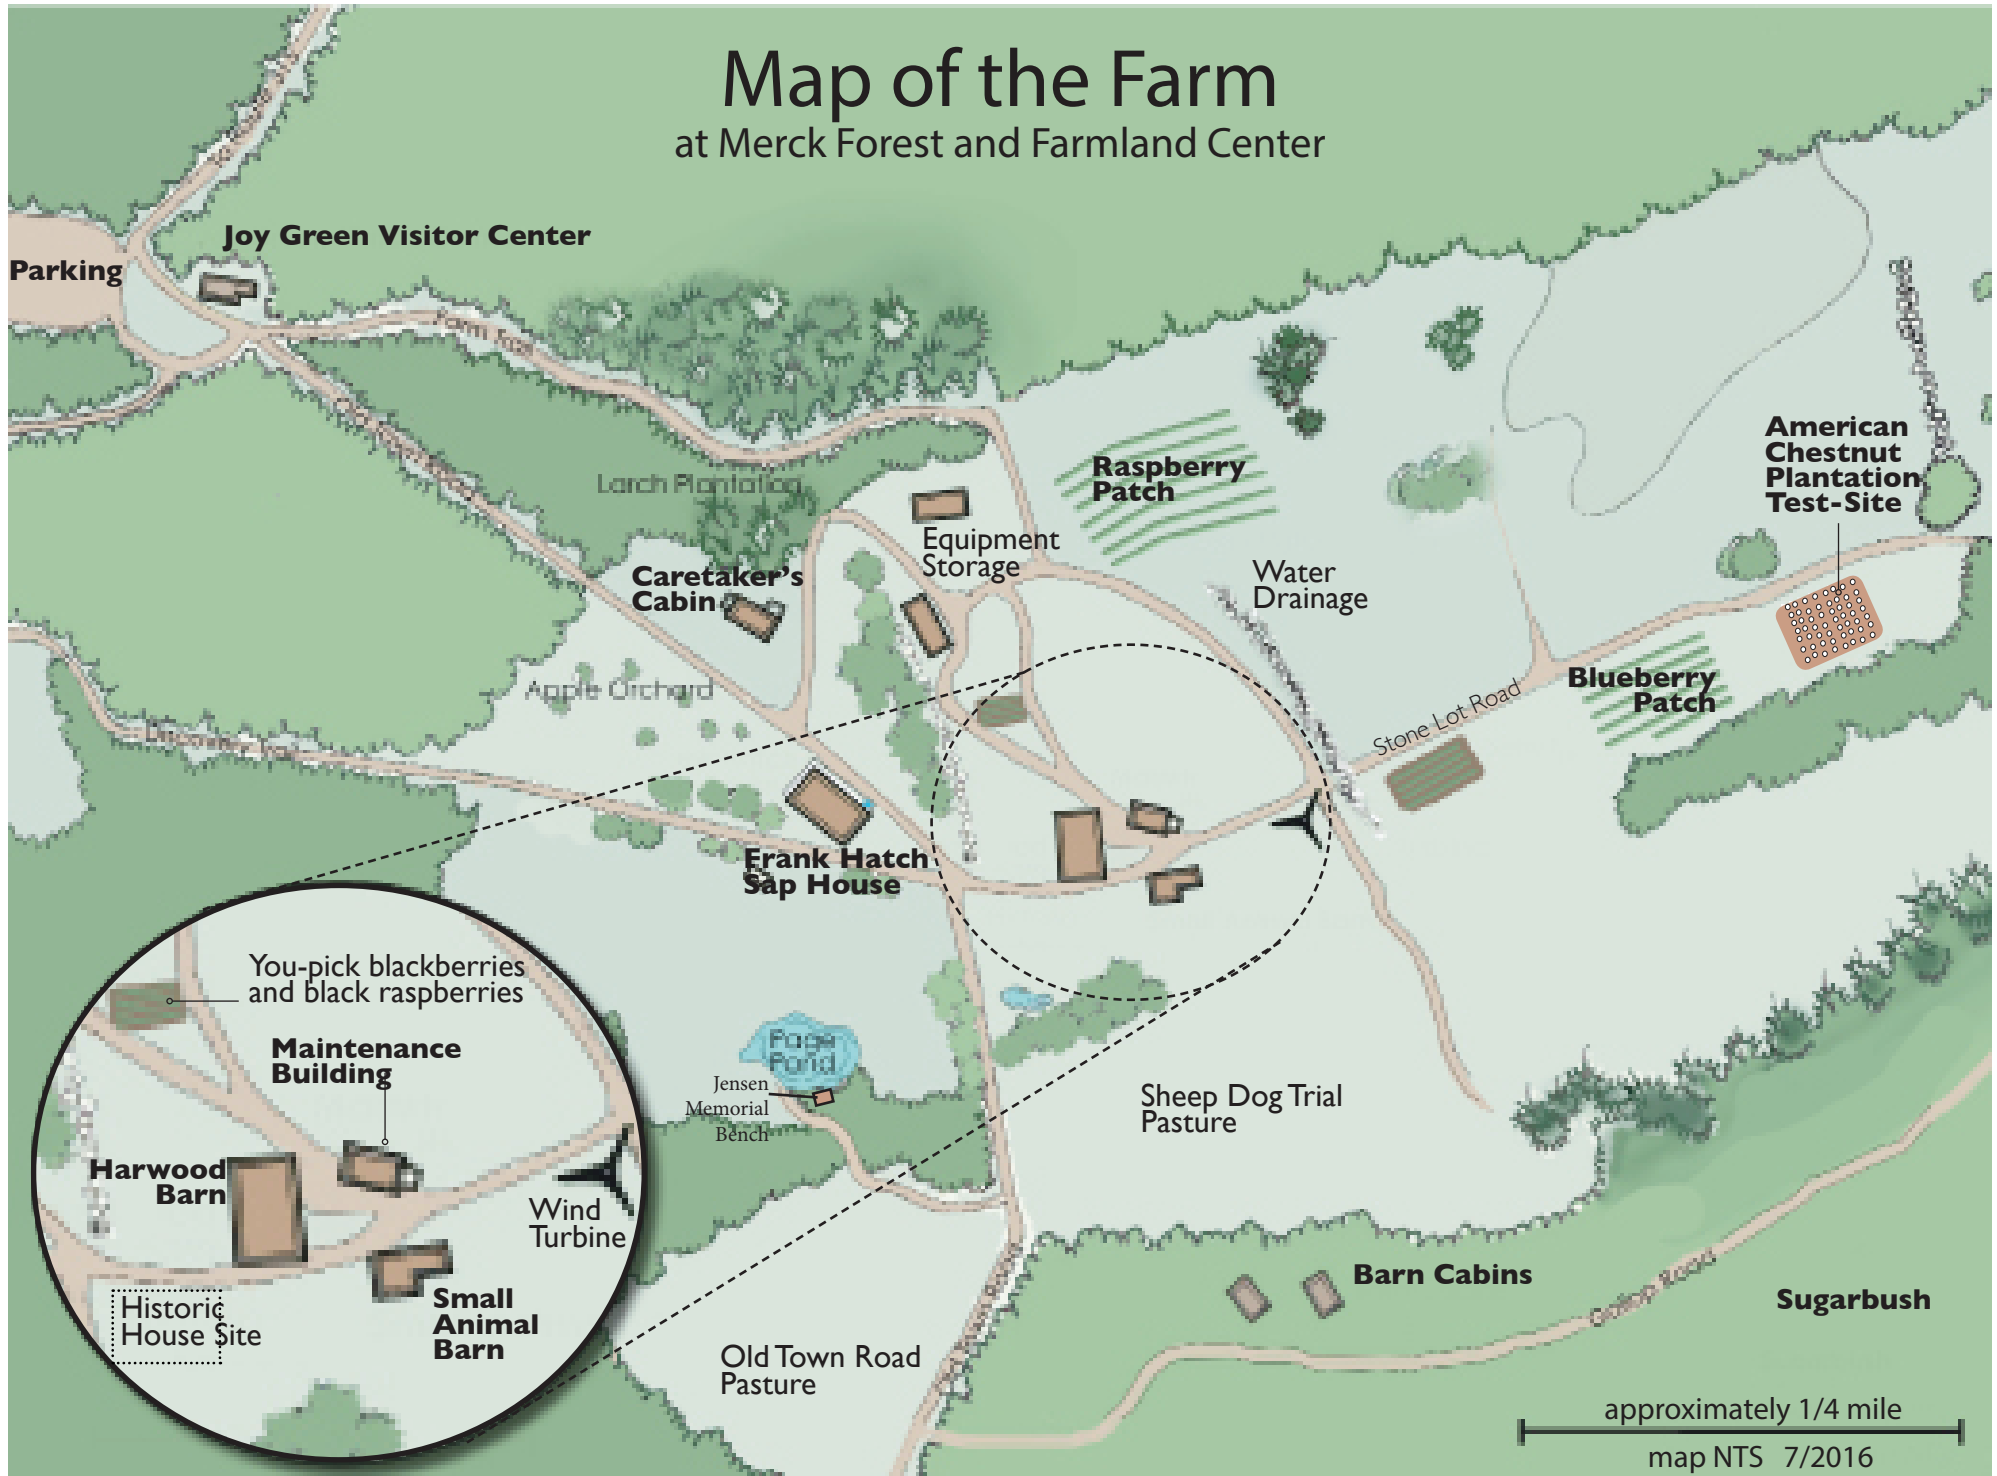 Map of the Farm
at Merck Forest and Farmland Center
Joy Green Visitor Center
Parking
Larch Plantation
Raspberry
Patch
American
Chestnut
Plantation
Test-Site
Equipment
Storage
Caretaker's
Cabin
Water
Drainage
Apple Orchard
Blueberry
Patch
Stone Lot Road
Frank Hatch
Sap House
You-pick blackberries
and black raspberries
Maintenance
Building
Page
Pond
Jensen
Memorial
Bench
Sheep Dog Trial
Pasture
Harwood
Barn
Wind
Turbine
Historic
House Site
Small
Animal
Barn
Barn Cabins
Sugarbush
Old Town Road
Pasture
approximately 1/4 mile
map NTS 7/2016